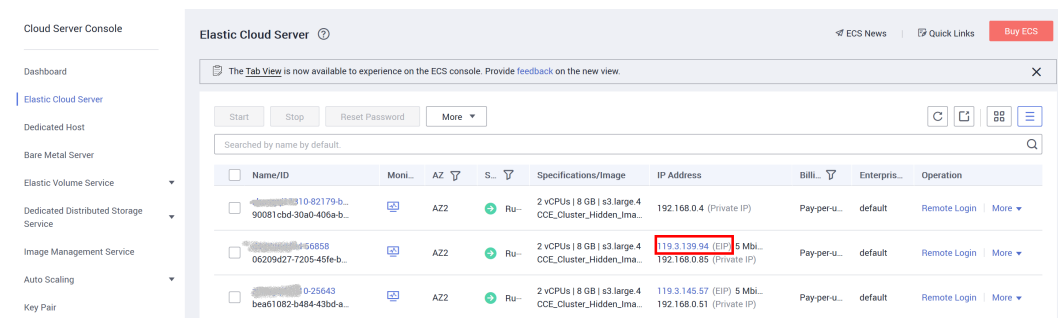 Cloud Server Console
Elastic Cloud Server
ECS News
Quick Links
Buy ECS
Dashboard
The Tab View is now available to experience on the ECS console. Provide feedback on the new view.
Elastic Cloud Server
Dedicated Host
Start
Stop
Reset Password
More
Bare Metal Server
Searched by name by default.
Elastic Volume Service
Name/ID
Moni...
AZ
S...
Specifications/Image
IP Address
Billi...
Enterpris...
Operation
Dedicated Distributed Storage
Service
310-82179-b...
90081cbd-30a0-406a-b...
AZ2
Ru...
2 vCPUs | 8 GB | s3.large.4
CCE_Cluster_Hidden_Ima...
192.168.0.4 (Private IP)
Pay-per-u...
default
Remote Login
More
Image Management Service
56858
06209d27-7205-45fe-b...
AZ2
Ru...
2 vCPUs | 8 GB | s3.large.4
CCE_Cluster_Hidden_Ima...
119.3.139.94 (EIP) 5 Mbi...
192.168.0.85 (Private IP)
Pay-per-u...
default
Remote Login
More
Auto Scaling
0-25643
bea61082-b484-43bd-a...
AZ2
Ru...
2 vCPUs | 8 GB | s3.large.4
CCE_Cluster_Hidden_Ima...
119.3.145.57 (EIP) 5 Mbi...
192.168.0.51 (Private IP)
Pay-per-u...
default
Remote Login
More
Key Pair